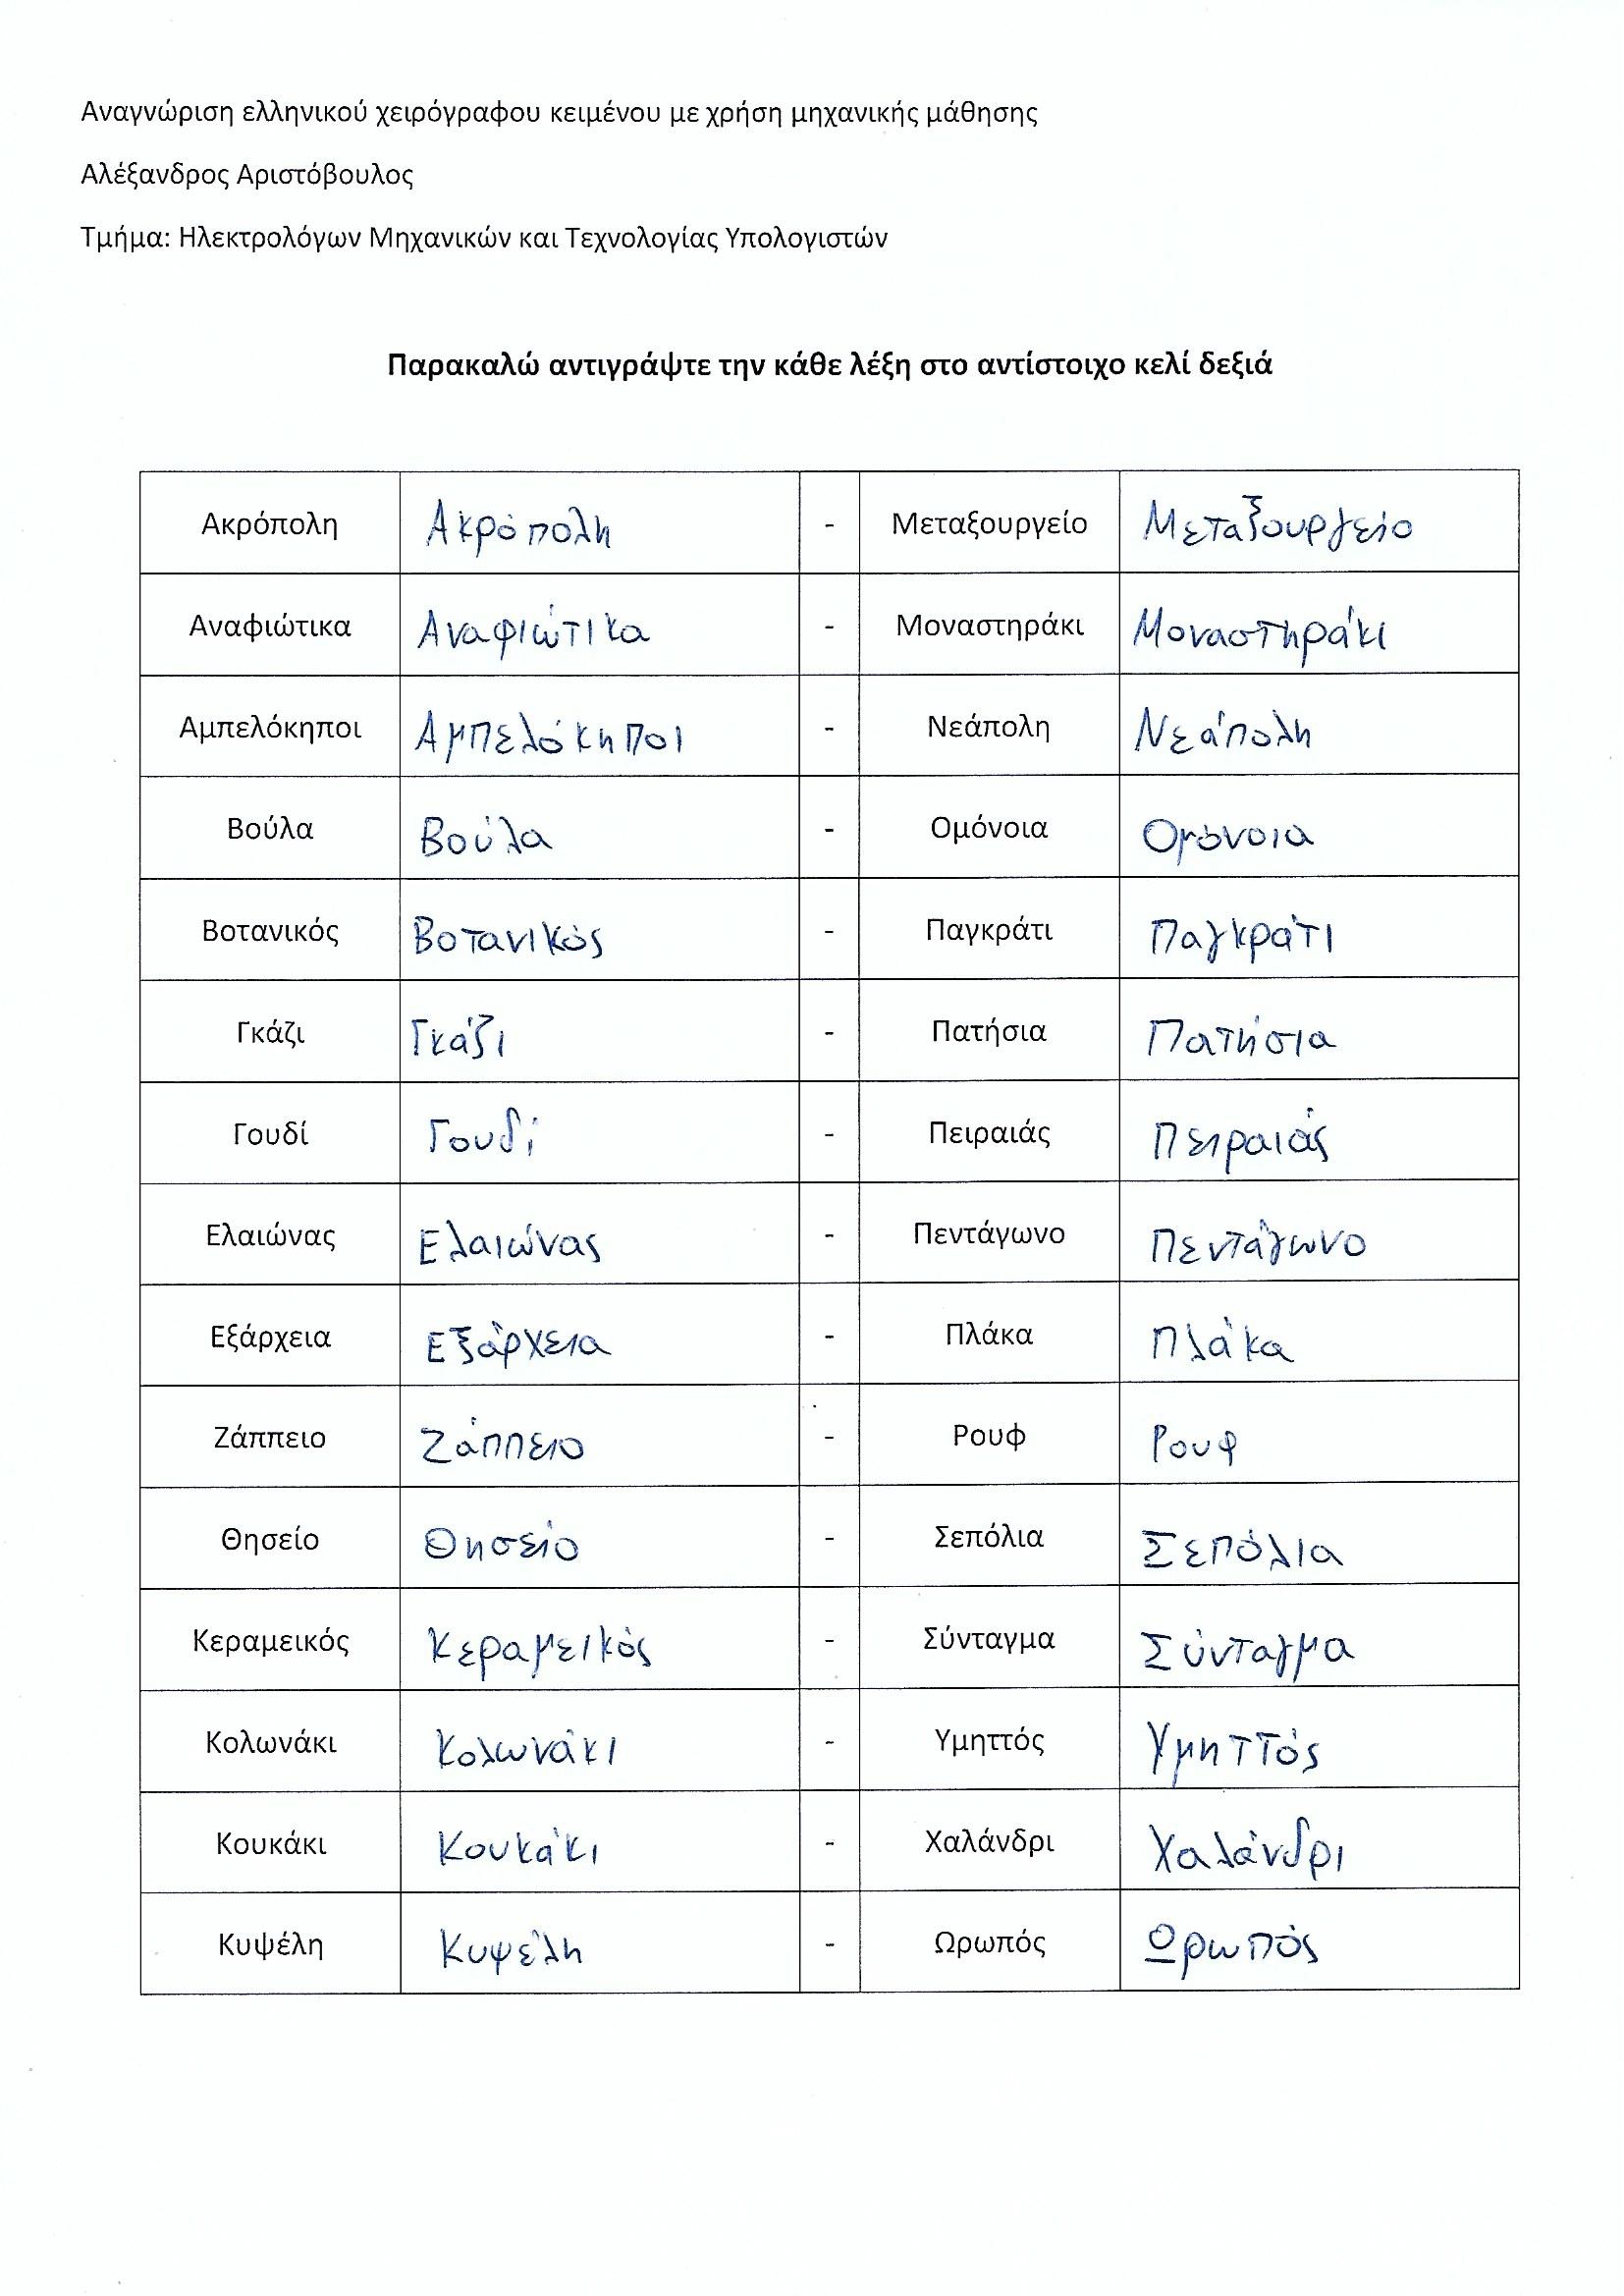 Αναγνώριση ελληνικού χειρόγραφου κειμένου με χρήση μηχανικής μάθησης
Αλέξανδρος Αριστόβουλος
Τμήμα: Ηλεκτρολόγων Μηχανικών και Τεχνολογίας Υπολογιστών
Παρακαλώ αντιγράψτε την κάθε λέξη στο αντίστοιχο κελί δεξιά
Ακρόπολη Ακρόπολη - Μεταξουργείο Μεταξουργείο
Αναφιώτικα Αναφιώτικα - Μοναστηράκι Μοναστηράκι
Αμπελόκηποι Αμπελόκηποι - Νεάπολη Νεάπολη
Βούλα Βούλα - Ομόνοια Ομόνοια
Βοτανικός Βοτανικός - Παγκράτι Παγκράτι
Γκάζι Γκάζι - Πατήσια Πατήσια
Γουδί Γουδί - Πειραιάς Πειραιάς
Ελαιώνας Ελαιώνας - Πεντάγωνο Πεντάγωνο
Εξάρχεια Εξάρχεια - Πλάκα Πλάκα
Ζάππειο Ζάππειο - Ρουφ Ρουφ
Θησείο Θησείο - Σεπόλια Σεπόλια
Κεραμεικός Κεραμεικός - Σύνταγμα Σύνταγμα
Κολωνάκι Κολωνάκι - Υμηττός Υμηττός
Κουκάκι Κουκάκι - Χαλάνδρι Χαλάνδρι
Κυψέλη Κυψέλη - Ωρωπός Ωρωπός